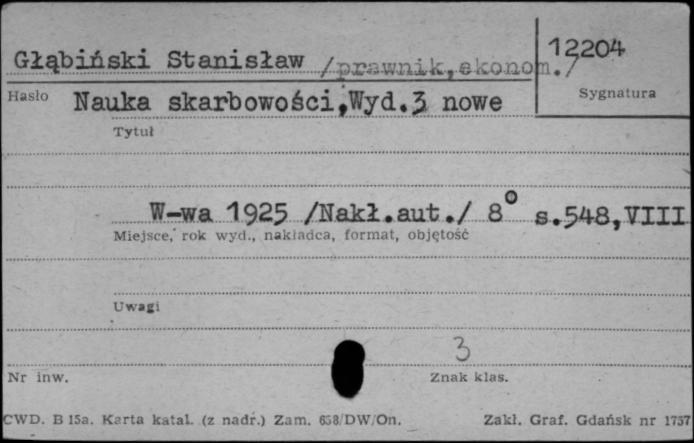 Głąbiński Stanisław /prawnik,ekonom./
12204
Hasło
Sygnatura
Nauka skarbowości,Wyd.3 nowe
Tytuł
W-wa 1925 /Nakł.aut./ 8° s.548,VIII
Miejsce, rok wyd., nakładca, format, objętość
Uwagi
3
Nr inw.
Znak klas.
CWD. B 15a. Karta katal. (z nadr.) Zam. 658/DW/On.
Zakł. Graf. Gdańsk nr 1757